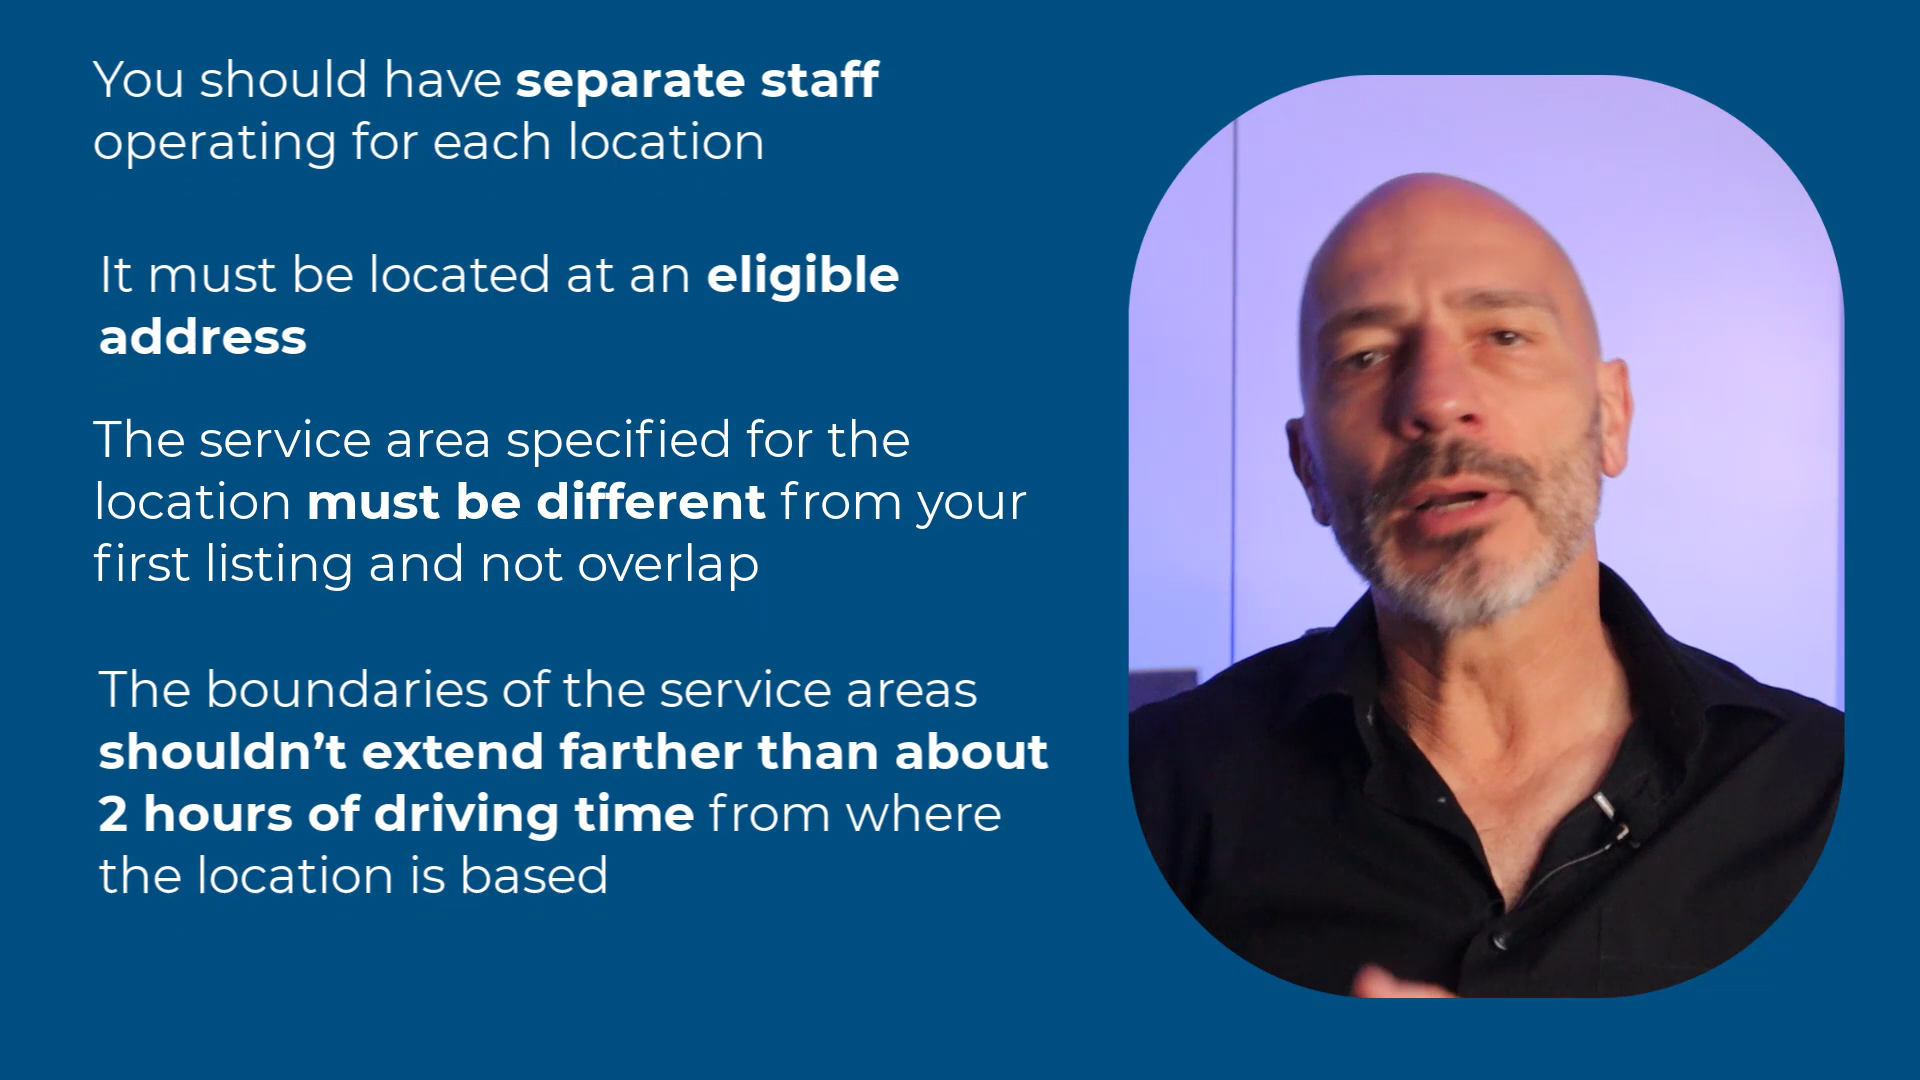 You should have separate staff
operating for each location
It must be located at an eligible
address
The service area specified for the
location must be different from your
first listing and not overlap
The boundaries of the service areas
shouldn’t extend farther than about
2 hours of driving time from where
the location is based